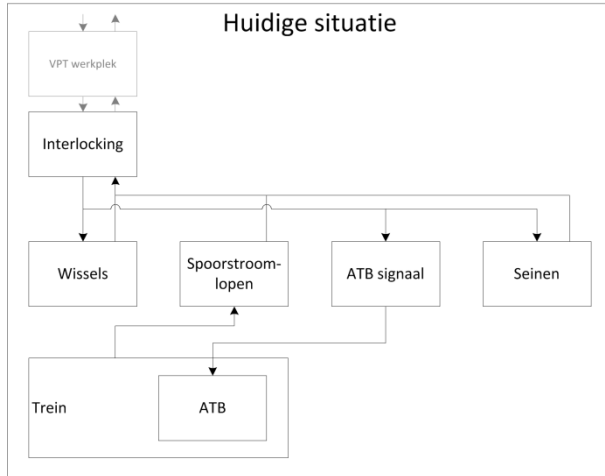 Huidige situatie
VPT werkplek
Interlocking
Wissels
Spoorstroom-
lopen
ATB signaal
Seinen
Trein
ATB